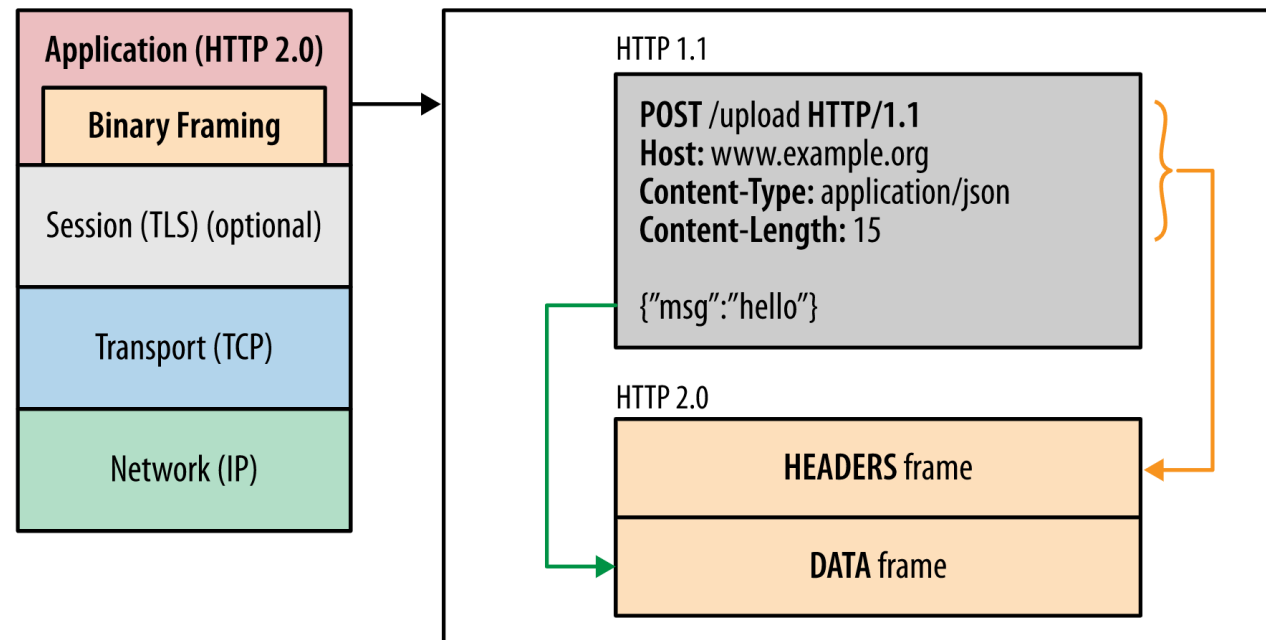 Application (HTTP 2.0)
Binary Framing
Session (TLS) (optional)
Transport (TCP)
Network (IP)
HTTP 1.1
POST /upload HTTP/1.1
Host: www.example.org
Content-Type: application/json
Content-Length: 15
{”msg”:”hello”}
HTTP 2.0
HEADERS frame
DATA frame